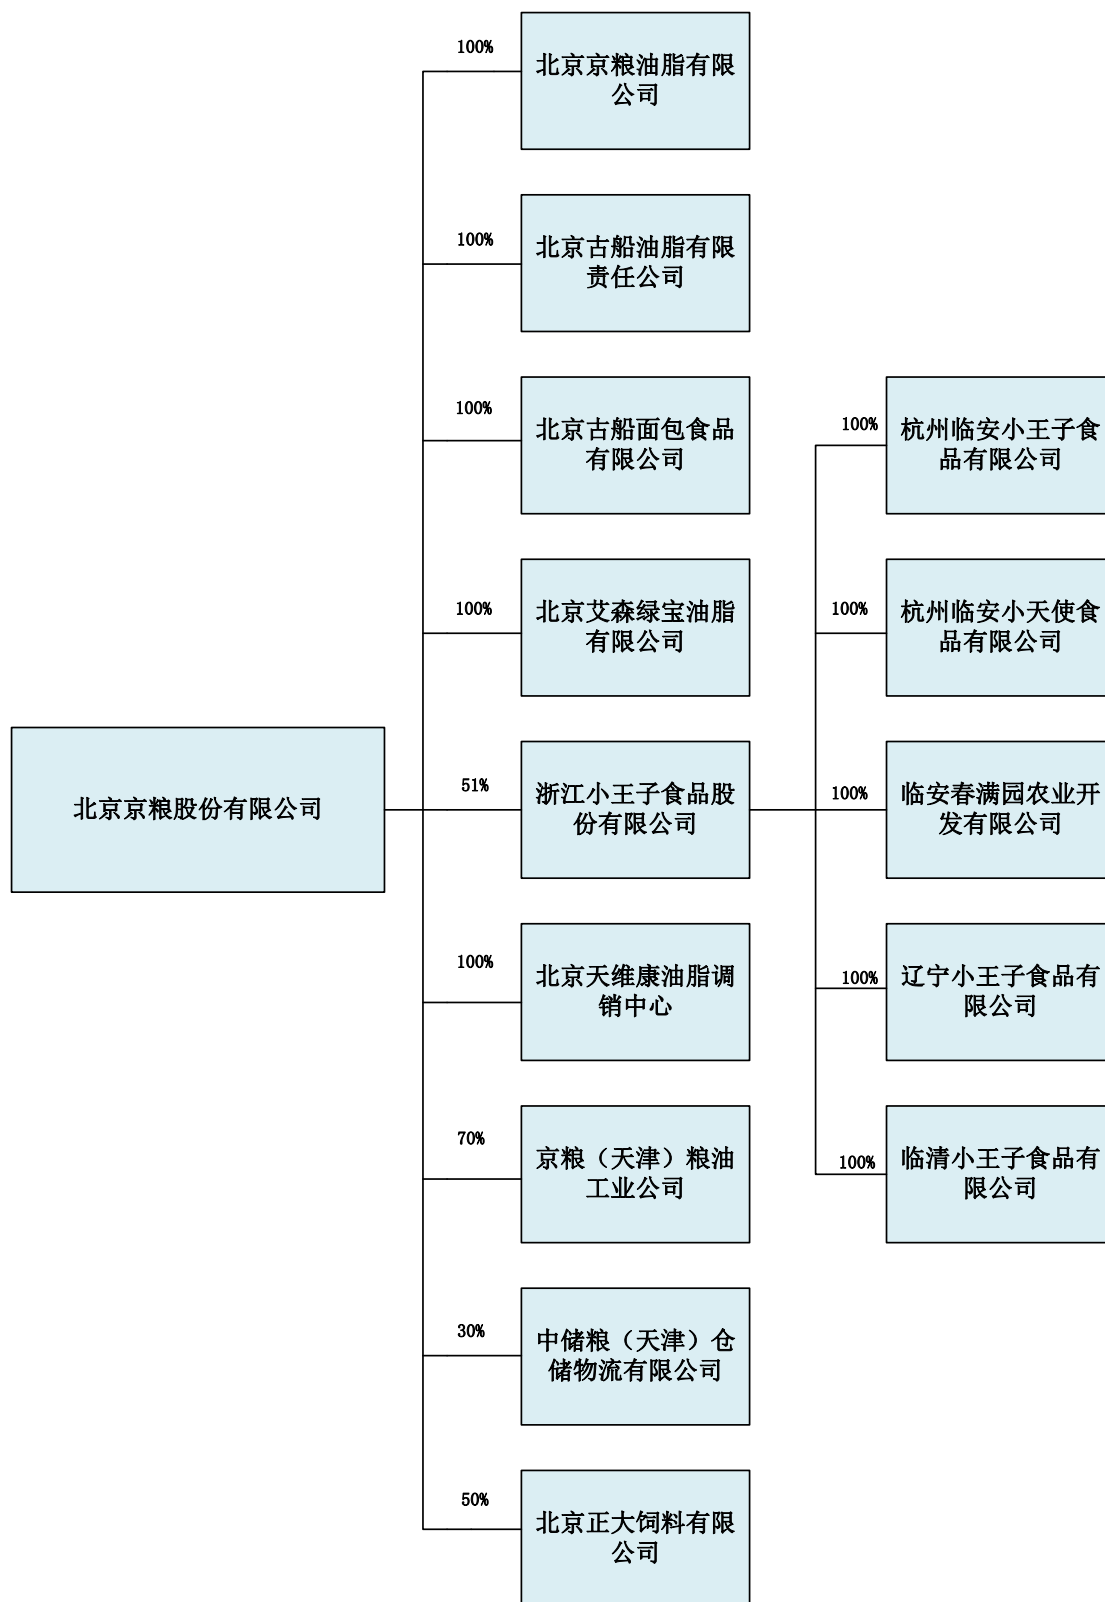 100%
北京京粮油脂有限
公司
100%
北京古船油脂有限
责任公司
100%
北京古船面包食品
有限公司
100%
杭州临安小王子食
品有限公司
100%
北京艾森绿宝油脂
有限公司
100%
杭州临安小天使食
品有限公司
北京京粮股份有限公司
51%
浙江小王子食品股
份有限公司
100%
临安春满园农业开
发有限公司
100%
北京天维康油脂调
销中心
100%
辽宁小王子食品有
限公司
70%
京粮（天津）粮油
工业公司
100%
临清小王子食品有
限公司
30%
中储粮（天津）仓
储物流有限公司
50%
北京正大饲料有限
公司